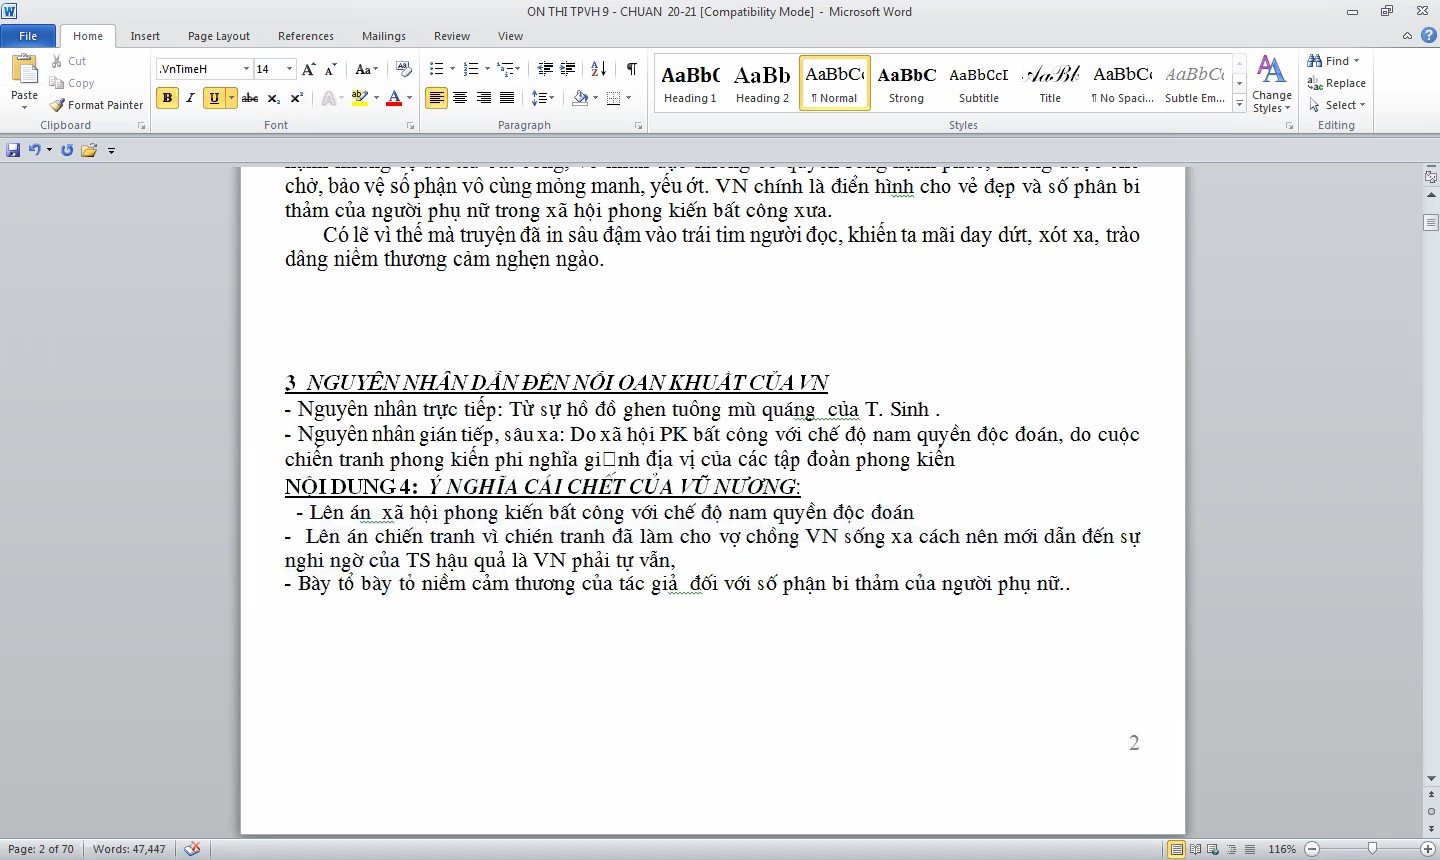 ON THI TPVH 9 - CHUAN 20-21 [Compatibility Mode] - Microsoft Word
File Home Insert Page Layout References Mailings Review View
Paste
Cut
Copy
Format Painter
Clipboard
.VnTimeH 14
B I U abc x₂ x² A ab A
Aa
Font
Paragraph
AaBbC AaBb AaBbCc AaBbC AaBbCcI AaBb AaBbCc AaBbCc
Heading 1 Heading 2 ¶ Normal Strong Subtitle Title ¶ No Spaci... Subtle Em...
Styles
Change Styles
Find
Replace
Select
Editing
chở, bảo vệ số phận vô cùng mỏng manh, yếu ớt. VN chính là điển hình cho vẻ đẹp và số phân bi
thảm của người phụ nữ trong xã hội phong kiến bất công xưa.
Có lẽ vì thế mà truyện đã in sâu đậm vào trái tim người đọc, khiến ta mãi day dứt, xót xa, trào
dâng niềm thương cảm nghẹn ngào.
3 NGUYÊN NHÂN DẪN ĐẾN NỖI OAN KHUẤT CỦA VN
- Nguyên nhân trực tiếp: Từ sự hồ đồ ghen tuông mù quáng của T. Sinh .
- Nguyên nhân gián tiếp, sâu xa: Do xã hội PK bất công với chế độ nam quyền độc đoán, do cuộc
chiến tranh phong kiến phi nghĩa gi□nh địa vị của các tập đoàn phong kiến
NỘI DUNG 4: Ý NGHĨA CÁI CHẾT CỦA VŨ NƯƠNG:
- Lên án xã hội phong kiến bất công với chế độ nam quyền độc đoán
- Lên án chiến tranh vì chién tranh đã làm cho vợ chồng VN sống xa cách nên mới dẫn đến sự
nghi ngờ của TS hậu quả là VN phải tự vẫn,
- Bày tổ bày tỏ niềm cảm thương của tác giả đối với số phận bi thảm của người phụ nữ..
2
Page: 2 of 70 Words: 47,447 116%